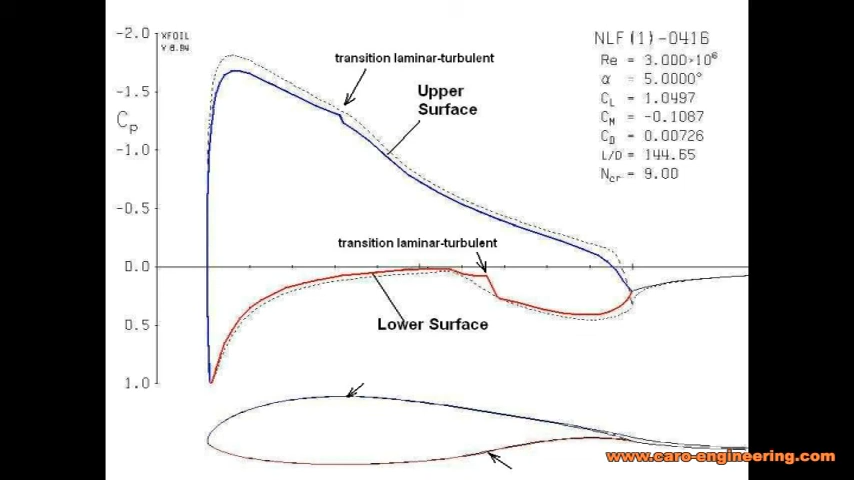 -2.0
XFOIL
V 6.94
NLF(1)-0416
transition laminar-turbulent
Re = 3.000·10⁶
α = 5.0000°
-1.5
Upper
Surface
CL = 1.0497
Cp
CM = -0.1087
CD = 0.00726
-1.0
L/D = 144.65
Ncr = 9.00
-0.5
transition laminar-turbulent
0.0
0.5
Lower Surface
1.0
www.caro-engineering.com